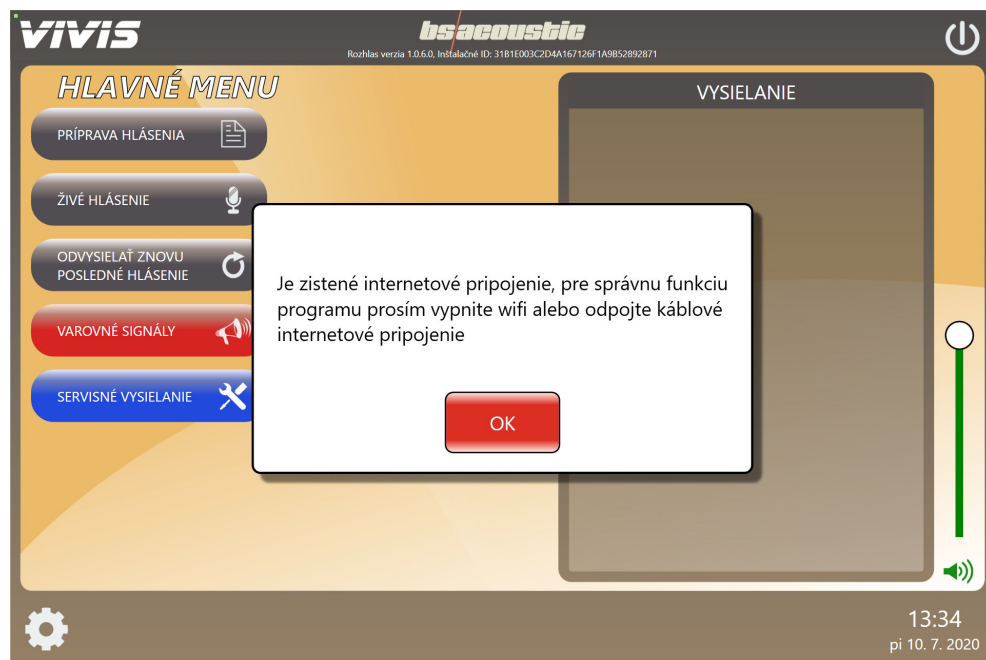 VIVIS
bsacoustic
Rozhlas verzia 1.0.6.0, Inštalačné ID: 31B1E003C2D4A167126F1A9B52892871
HLAVNÉ MENU
PRÍPRAVA HLÁSENIA
ŽIVÉ HLÁSENIE
ODVYSIELAŤ ZNOVU
POSLEDNÉ HLÁSENIE
VAROVNÉ SIGNÁLY
SERVISNÉ VYSIELANIE
VYSIELANIE
Je zistené internetové pripojenie, pre správnu funkciu
programu prosím vypnite wifi alebo odpojte káblové
internetové pripojenie
OK
13:34
pi 10. 7. 2020